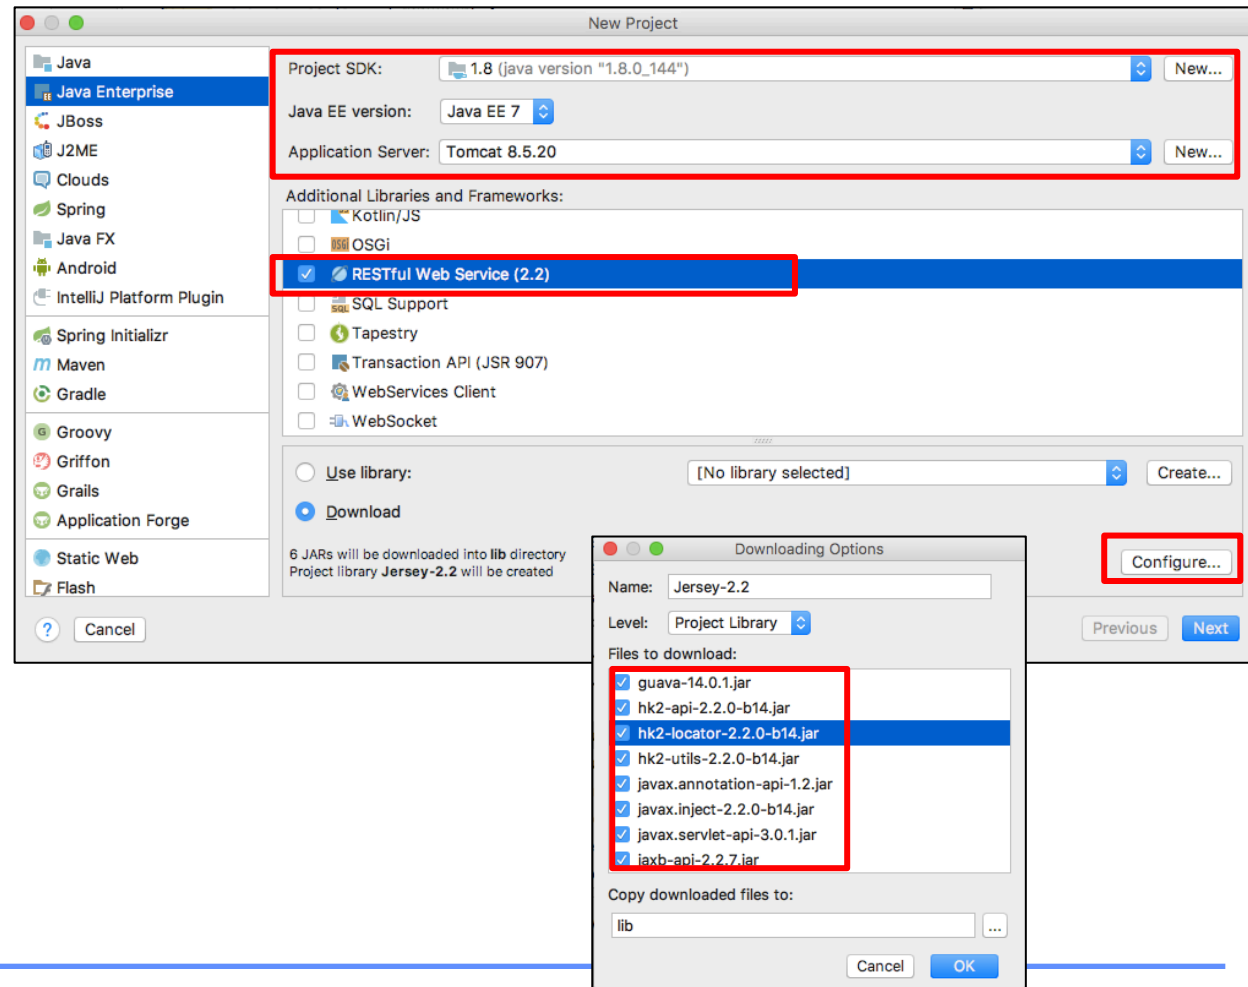 New Project
Java
Java Enterprise
JBoss
J2ME
Clouds
Spring
Java FX
Android
IntelliJ Platform Plugin
Spring Initializr
Maven
Gradle
Groovy
Griffon
Grails
Application Forge
Static Web
Flash
Project SDK: 1.8 (java version "1.8.0_144") New...
Java EE version: Java EE 7
Application Server: Tomcat 8.5.20 New...
Additional Libraries and Frameworks:
Kotlin/JS
OSGi
RESTful Web Service (2.2)
SQL Support
Tapestry
Transaction API (JSR 907)
WebServices Client
WebSocket
Use library: [No library selected] Create...
Download
6 JARs will be downloaded into lib directory
Project library Jersey-2.2 will be created
Configure...
? Cancel Previous Next
Downloading Options
Name: Jersey-2.2
Level: Project Library
Files to download:
guava-14.0.1.jar
hk2-api-2.2.0-b14.jar
hk2-locator-2.2.0-b14.jar
hk2-utils-2.2.0-b14.jar
javax.annotation-api-1.2.jar
javax.inject-2.2.0-b14.jar
javax.servlet-api-3.0.1.jar
jaxb-api-2.2.7.jar
Copy downloaded files to:
lib ...
Cancel OK